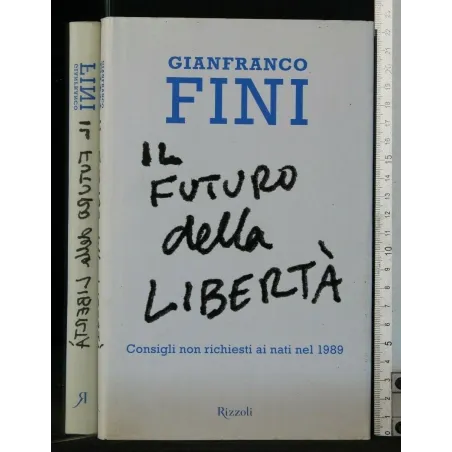 GIANFRANCO
FINI
IL
FUTURO
della
LIBERTÀ
Consigli non richiesti ai nati nel 1989
Rizzoli
GIANFRANCO
FINI
IL FUTURO della LIBERTÀ
R